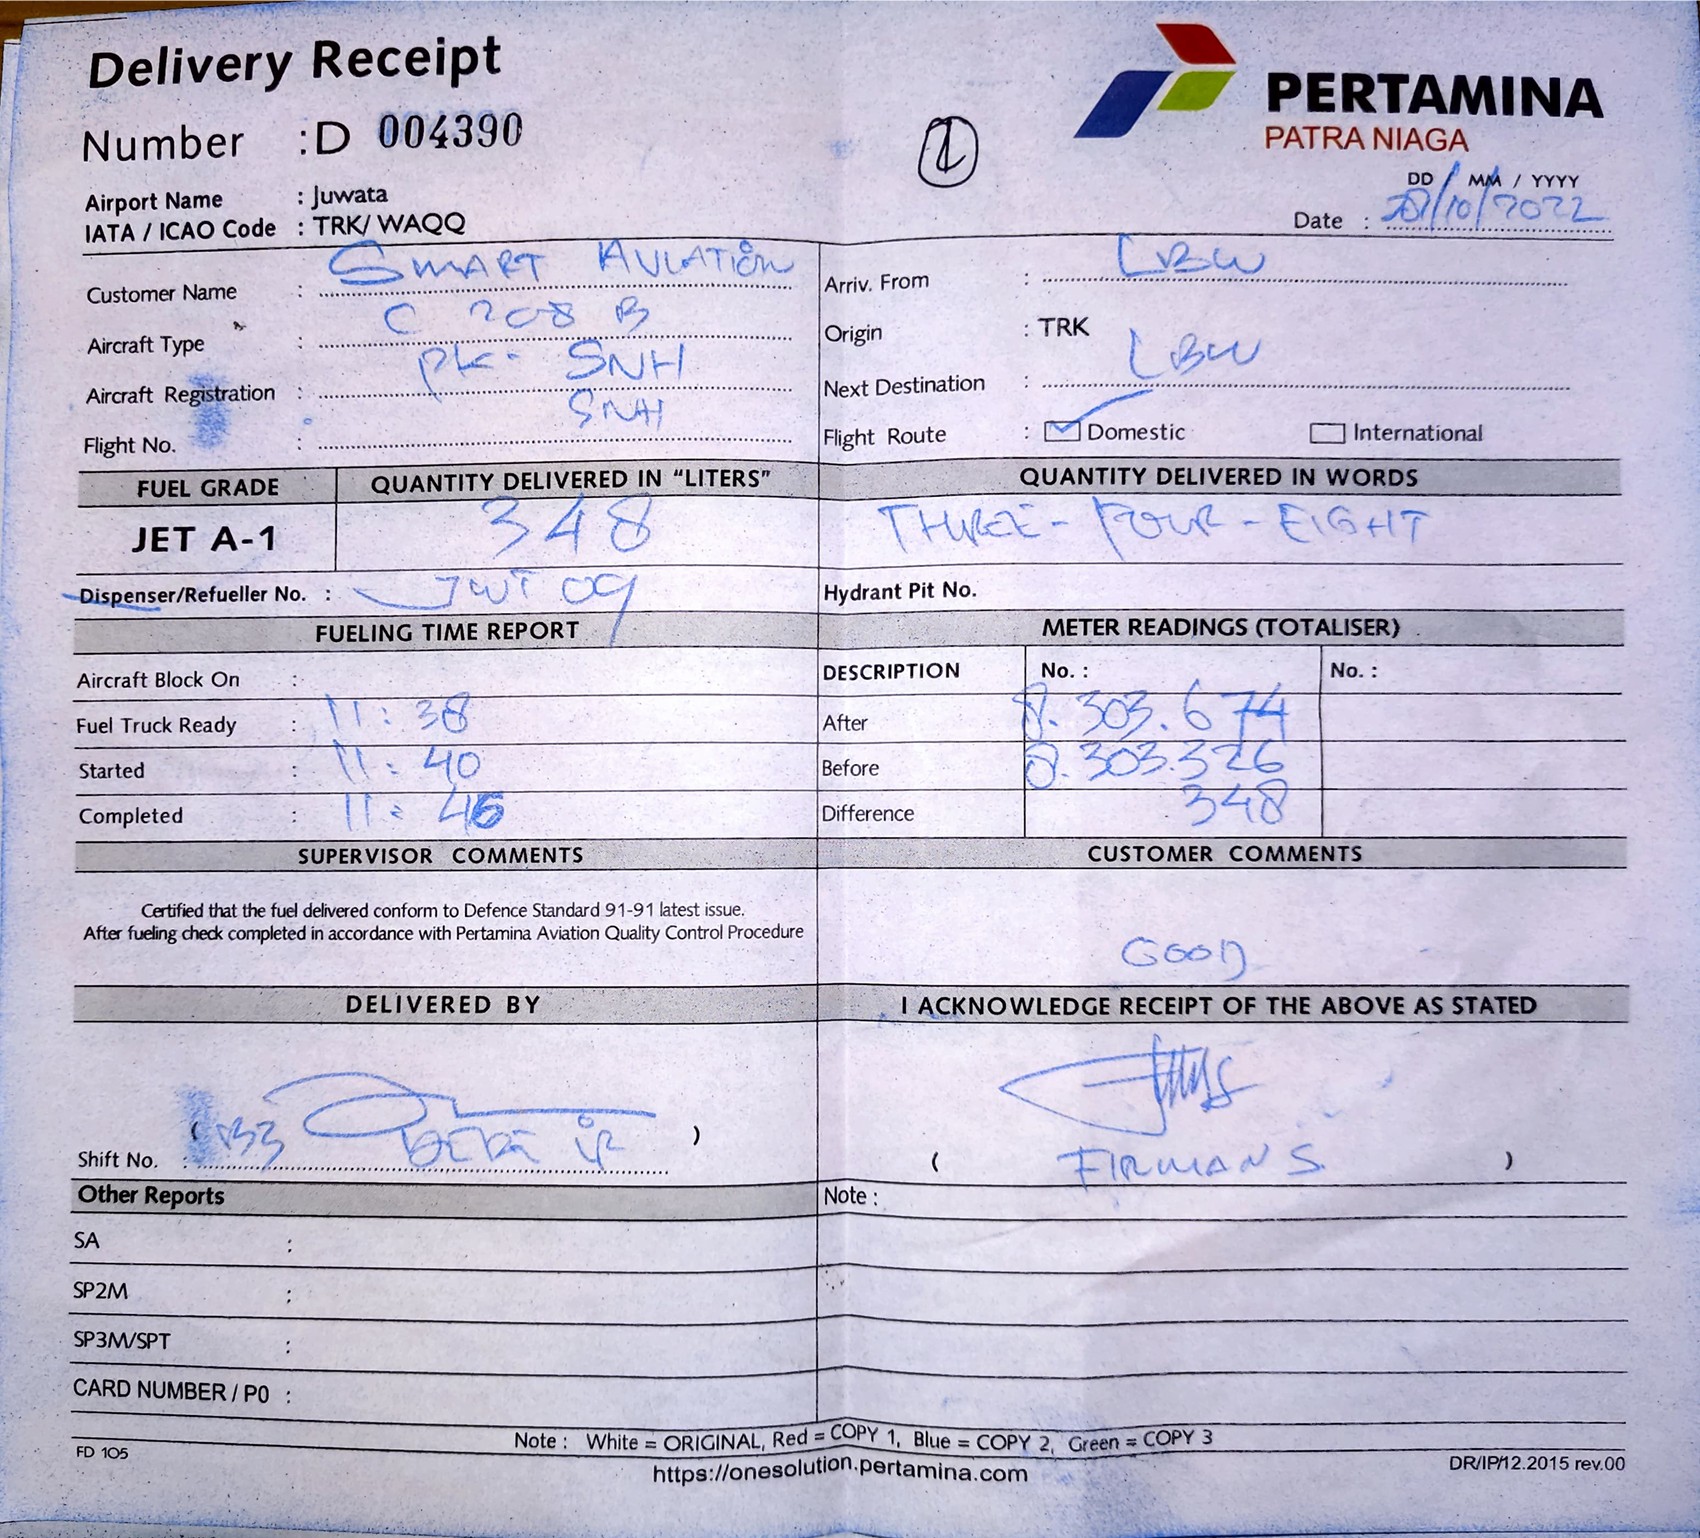 Delivery Receipt
Number : D 004390
Airport Name : Juwata
IATA / ICAO Code : TRK/ WAQQ
1
PERTAMINA
PATRA NIAGA
DD / MM / YYYY
Date : /10/2022
Customer Name : SMART AVIATION
Aircraft Type : C 208 B
Aircraft Registration : PK- SNH
Flight No. : SNH
Arriv. From : LBW
Origin : TRK
Next Destination : LBW
Flight Route : Domestic International
FUEL GRADE QUANTITY DELIVERED IN “LITERS” QUANTITY DELIVERED IN WORDS
JET A-1 348 THREE - FOUR - EIGHT
Dispenser/Refueller No. : JWT 09 Hydrant Pit No.
FUELING TIME REPORT
Aircraft Block On :
Fuel Truck Ready : 11: 38
Started : 11: 40
Completed : 11: 45
METER READINGS (TOTALISER)
DESCRIPTION No. : No. :
After 8.303.674
Before 8.303.326
Difference 348
SUPERVISOR COMMENTS
Certified that the fuel delivered conform to Defence Standard 91-91 latest issue.
After fueling check completed in accordance with Pertamina Aviation Quality Control Procedure
CUSTOMER COMMENTS
GOOD
DELIVERED BY
( B3 )
Shift No. :
I ACKNOWLEDGE RECEIPT OF THE ABOVE AS STATED
( FIRMAN S. )
Other Reports Note :
SA :
SP2M :
SP3M/SPT :
CARD NUMBER / P0 :
Note : White = ORIGINAL, Red = COPY 1, Blue = COPY 2, Green = COPY 3
FD 105 https://onesolution.pertamina.com DR/IP/12.2015 rev.00